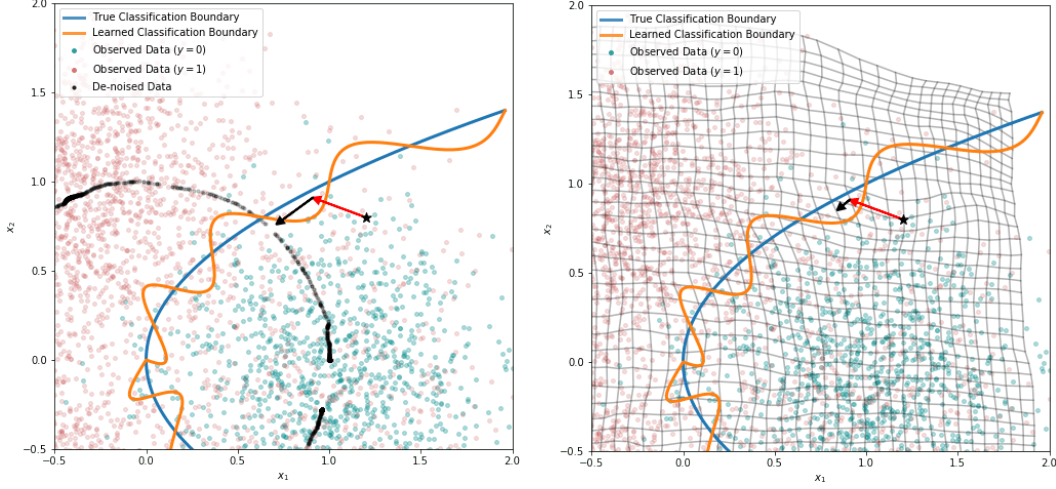 True Classification Boundary
Learned Classification Boundary
Observed Data (y = 0)
Observed Data (y = 1)
De-noised Data
2.0
1.5
1.0
0.5
0.0
−0.5
x₂
−0.5 0.0 0.5 1.0 1.5 2.0
x₁
True Classification Boundary
Learned Classification Boundary
Observed Data (y = 0)
Observed Data (y = 1)
2.0
1.5
1.0
0.5
0.0
−0.5
x₂
−0.5 0.0 0.5 1.0 1.5 2.0
x₁